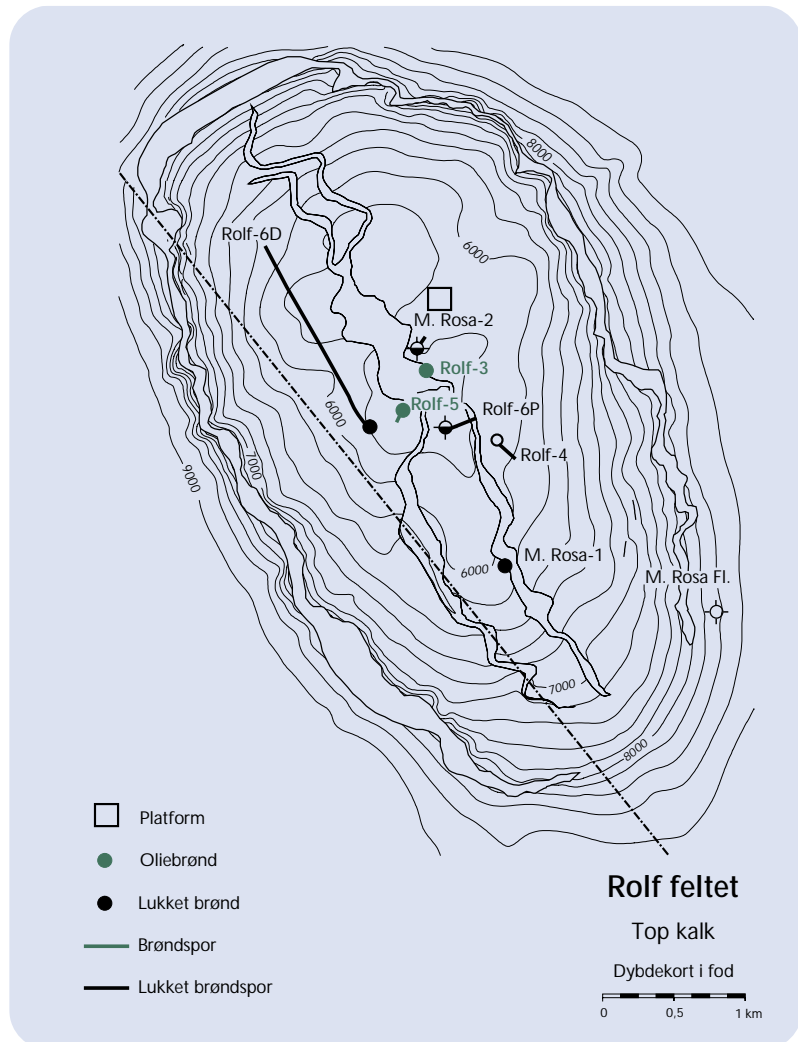 8000
Rolf-6D
6000
M. Rosa-2
Rolf-3
Rolf-5
Rolf-6P
6000
Rolf-4
7000
9000
M. Rosa-1
6000
M. Rosa Fl.
7000
8000
Platform
Oliebrønd
Lukket brønd
Brøndspor
Lukket brøndspor
Rolf feltet
Top kalk
Dybdekort i fod
0 0,5 1 km